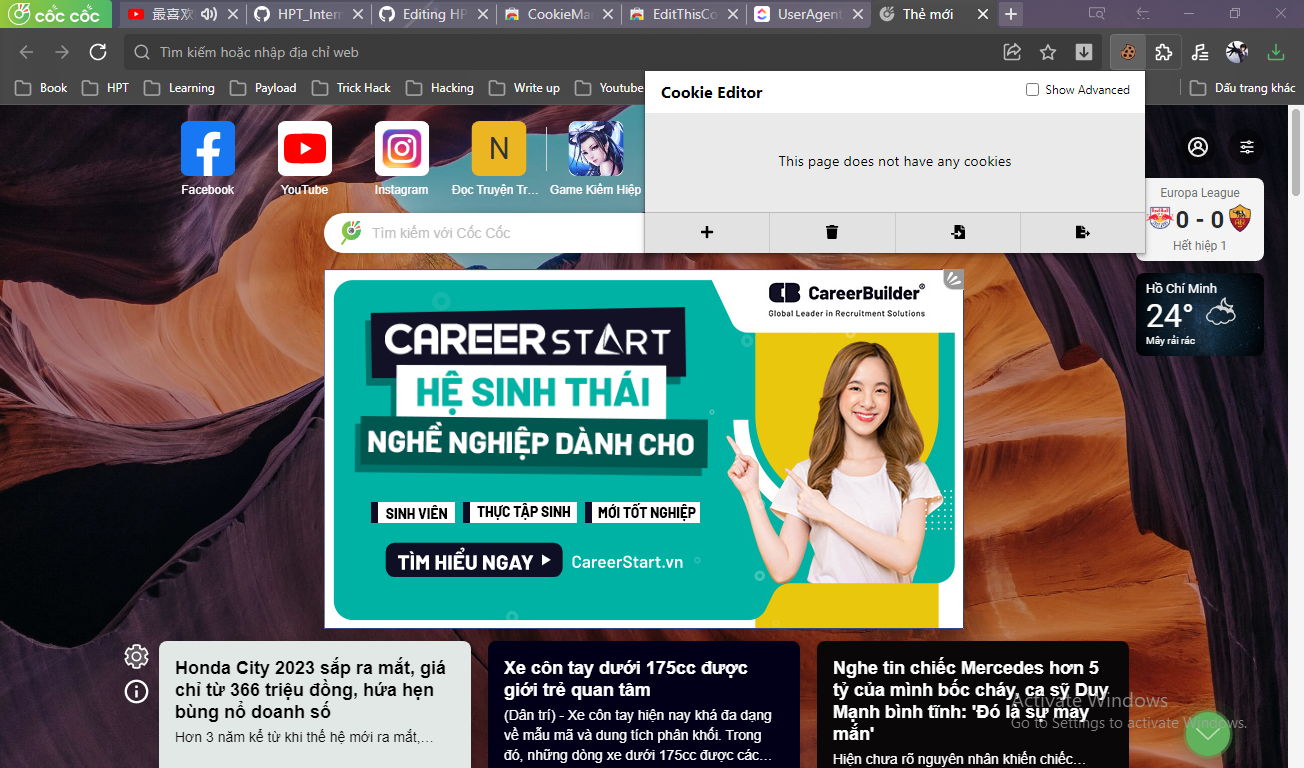 cốc cốc
最喜欢
HPT_Intern
Editing HP
CookieMan
EditThisCo
UserAgent
Thẻ mới
Tìm kiếm hoặc nhập địa chỉ web
Book
HPT
Learning
Payload
Trick Hack
Hacking
Write up
Youtube
Dấu trang khác
Cookie Editor
Show Advanced
This page does not have any cookies
Facebook
YouTube
Instagram
N
Đọc Truyện Tr...
Game Kiếm Hiệp
Tìm kiếm với Cốc Cốc
Europa League
0 - 0
Hết hiệp 1
Hồ Chí Minh
24°
Mây rải rác
CareerBuilder®
Global Leader in Recruitment Solutions
CAREER START
HỆ SINH THÁI
NGHỀ NGHIỆP DÀNH CHO
SINH VIÊN
THỰC TẬP SINH
MỚI TỐT NGHIỆP
TÌM HIỂU NGAY
CareerStart.vn
Honda City 2023 sắp ra mắt, giá
chỉ từ 366 triệu đồng, hứa hẹn
bùng nổ doanh số
Hơn 3 năm kể từ khi thế hệ mới ra mắt,...
Xe côn tay dưới 175cc được
giới trẻ quan tâm
(Dân trí) - Xe côn tay hiện nay khá đa dạng
về mẫu mã và dung tích phân khối. Trong
đó, những dòng xe dưới 175cc được các...
Nghe tin chiếc Mercedes hơn 5
tỷ của mình bốc cháy, ca sỹ Duy
Mạnh bình tĩnh: 'Đó là sự may
mắn'
Hiện chưa rõ nguyên nhân khiến chiếc...
Activate Windows
Go to Settings to activate Windows.